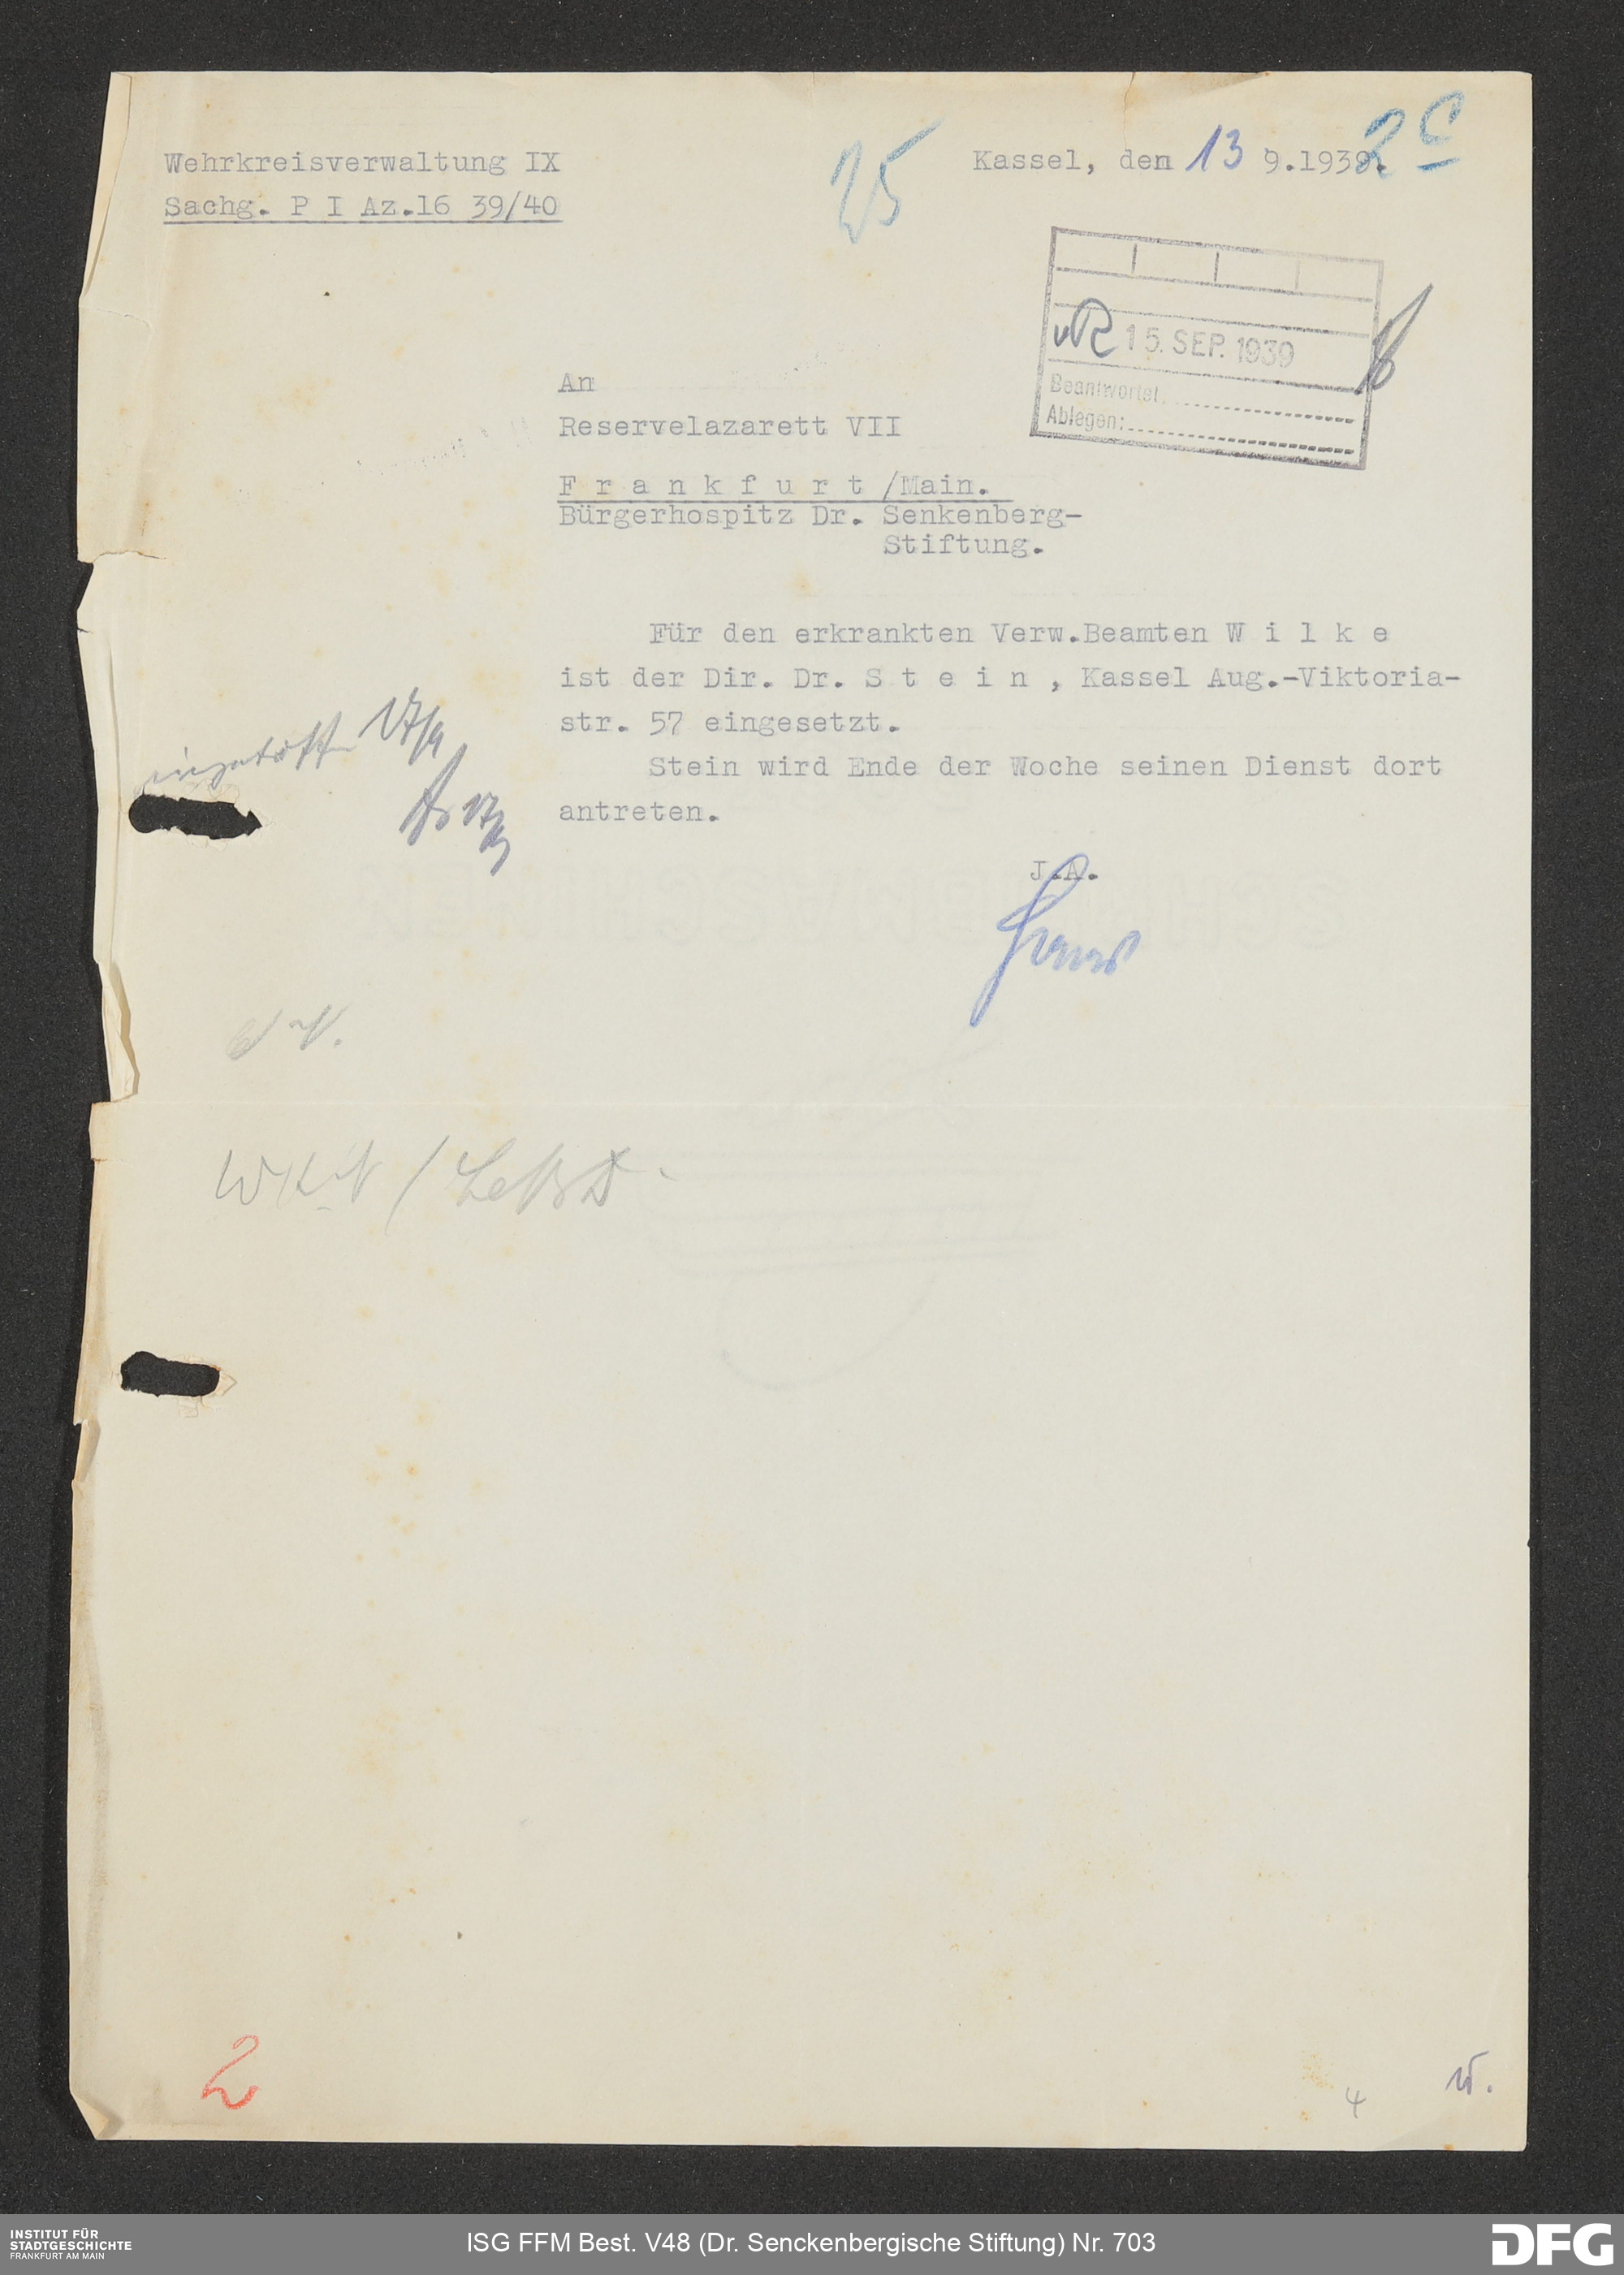 Wehrkreisverwaltung IX
Sachg. P I Az.16 39/40
25
Kassel, den 13 9.1939.
2 c
15. SEP. 1939
Beantwortet:
Ablegen:
An
Reservelazarett VII
F r a n k f u r t /Main.
Bürgerhospitz Dr. Senkenberg-
Stiftung.
Für den erkrankten Verw.Beamten W i l k e
ist der Dir. Dr. S t e i n , Kassel Aug.-Viktoria-
str. 57 eingesetzt.
Stein wird Ende der Woche seinen Dienst dort
antreten.
17/9
J.A.
2
4
INSTITUT FÜR
STADTGESCHICHTE
FRANKFURT AM MAIN
ISG FFM Best. V48 (Dr. Senckenbergische Stiftung) Nr. 703
DFG